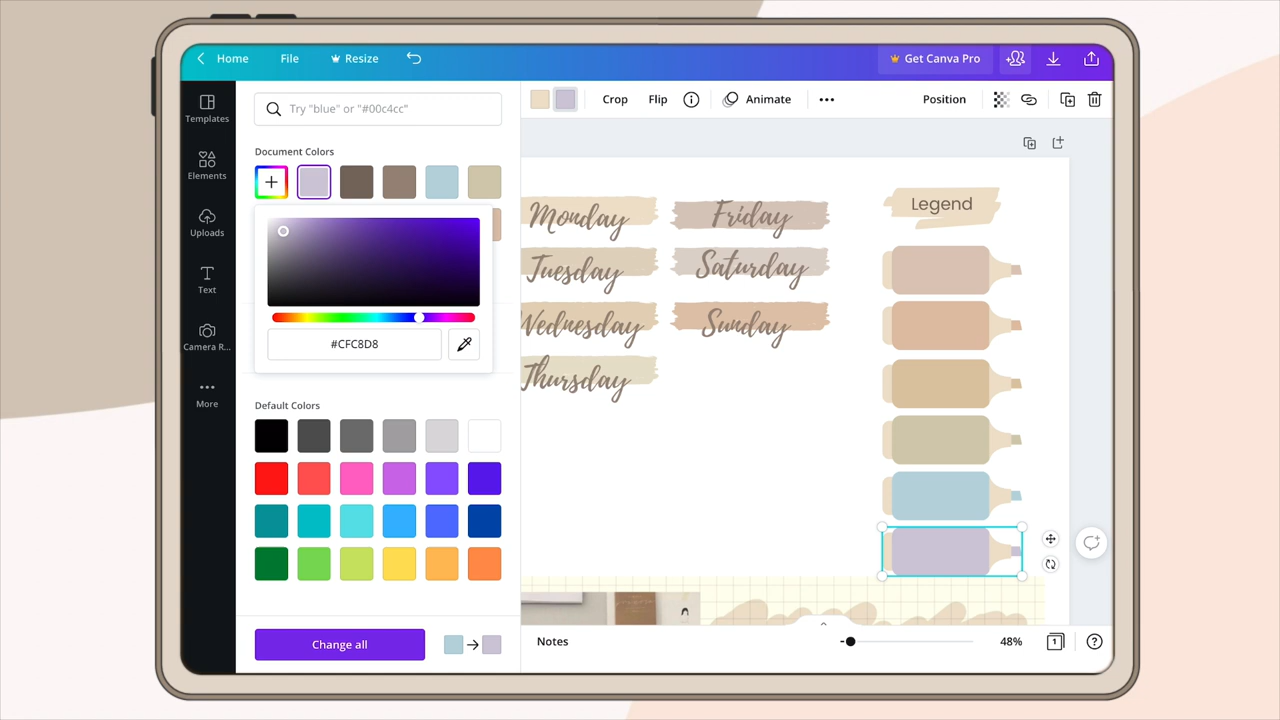 Home File Resize Get Canva Pro
Templates
Elements
Uploads
Text
Camera R...
More
Try "blue" or "#00c4cc"
Document Colors
#CFC8D8
Default Colors
Change all
Crop Flip Animate Position
Monday Friday
Tuesday Saturday
Wednesday Sunday
Thursday
Legend
Notes 48% 1 ?